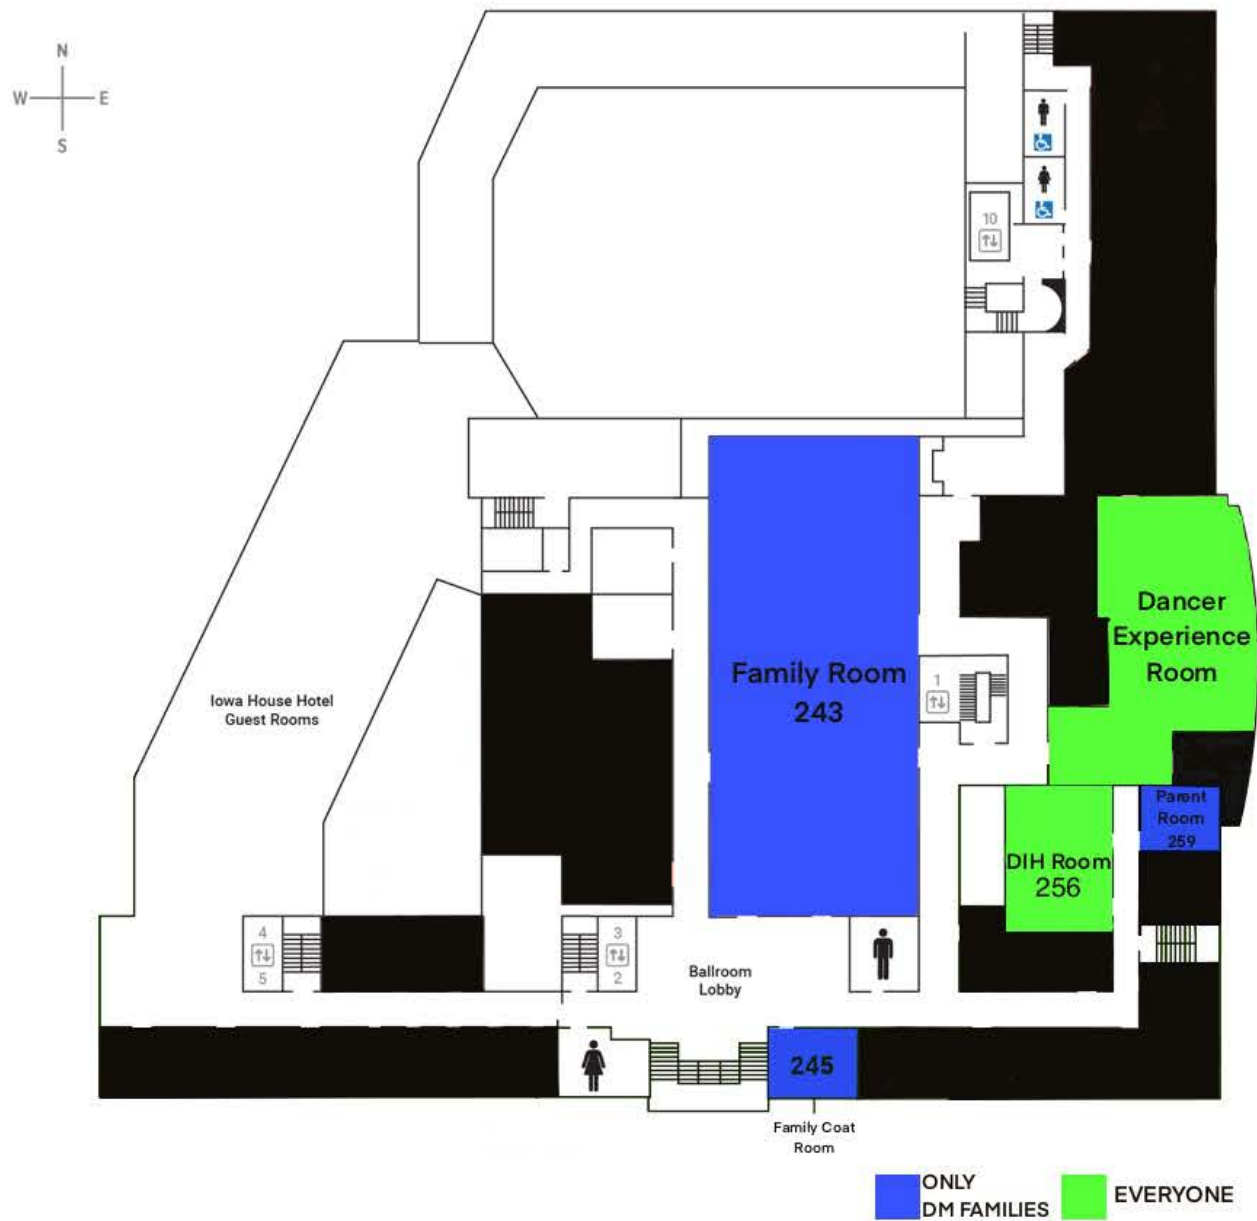 N
W
E
S
10
Dancer
Experience
Room
Family Room
243
1
Iowa House Hotel
Guest Rooms
Parent
Room
259
DIH Room
256
4
5
3
2
Ballroom
Lobby
245
Family Coat
Room
ONLY
DM FAMILIES
EVERYONE